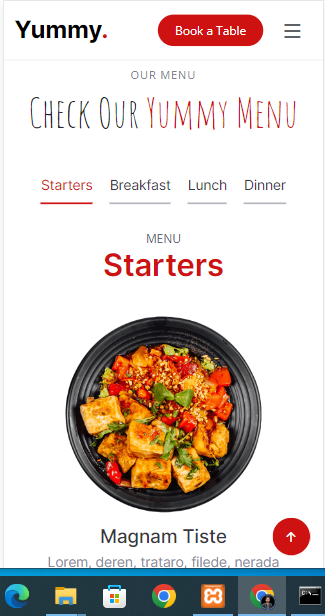 Yummy.
Book a Table
OUR MENU
CHECK OUR YUMMY MENU
Starters Breakfast Lunch Dinner
MENU
Starters
Magnam Tiste
Lorem, deren, trataro, filede, nerada